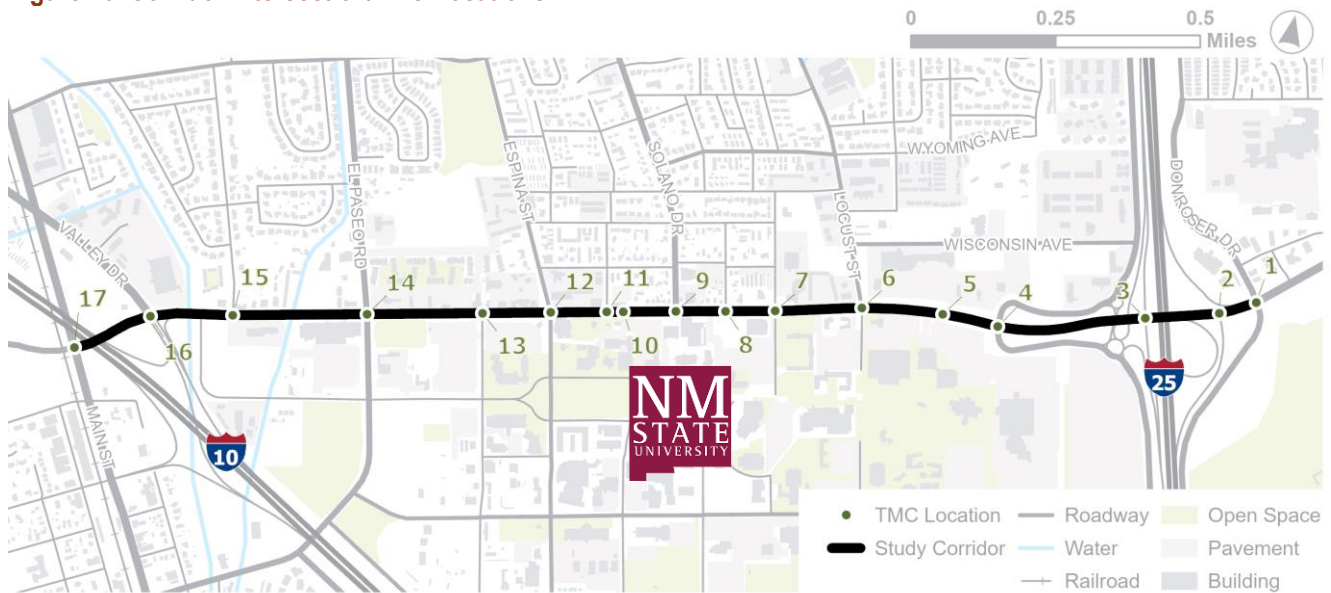 0 0.25 0.5
Miles
WYOMING AVE
WISCONSIN AVE
DON ROSER DR
LOCUST ST
SOLANO DR
ESPINA ST
EL PASEO RD
VALLEY DR
MAIN ST
17
16
15
14
13
12
11
10
9
8
7
6
5
4
3
2
1
10
25
NM
STATE
UNIVERSITY
TMC Location Roadway Open Space
Study Corridor Water Pavement
Railroad Building